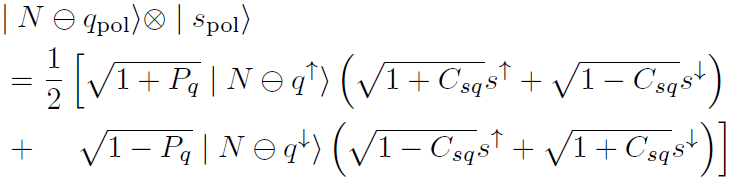 | N ⊖ q_pol⟩⊗ | s_pol⟩
= 1/2 [√(1 + P_q) | N ⊖ q^↑⟩ (√(1 + C_sq) s^↑ + √(1 − C_sq) s^↓)
+ √(1 − P_q) | N ⊖ q^↓⟩ (√(1 − C_sq) s^↑ + √(1 + C_sq) s^↓)]